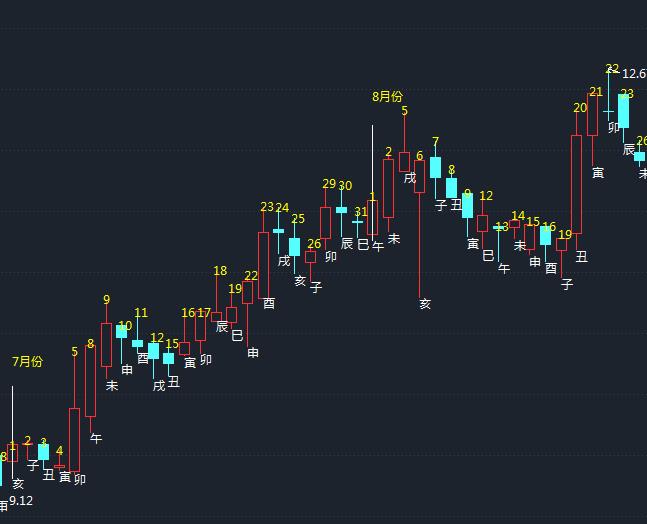 8月份
7月份
8
1
2
3
4
5
8
9
10
11
12
15
16
17
18
19
22
23
24
25
26
29
30
31
1
2
5
6
7
8
9
12
13
14
15
16
19
20
21
22
23
26
亥
子
丑
寅
卯
午
未
申
酉
戌
丑
寅
卯
辰
巳
申
酉
戌
亥
子
卯
辰
巳
午
未
戌
亥
子
丑
寅
巳
午
未
申
酉
子
丑
寅
卯
辰
未
9.12
12.6